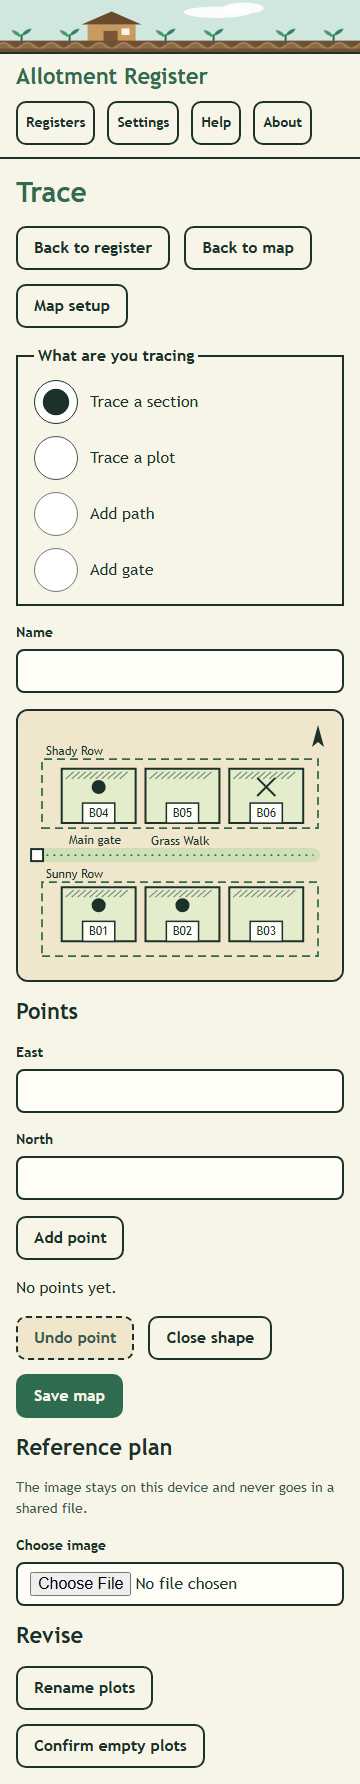 Allotment Register
Registers
Settings
Help
About
Trace
Back to register
Back to map
Map setup
What are you tracing
Trace a section
Trace a plot
Add path
Add gate
Name
Shady Row
B04
B05
B06
Main gate
Grass Walk
Sunny Row
B01
B02
B03
Points
East
North
Add point
No points yet.
Undo point
Close shape
Save map
Reference plan
The image stays on this device and never goes in a
shared file.
Choose image
Choose File No file chosen
Revise
Rename plots
Confirm empty plots